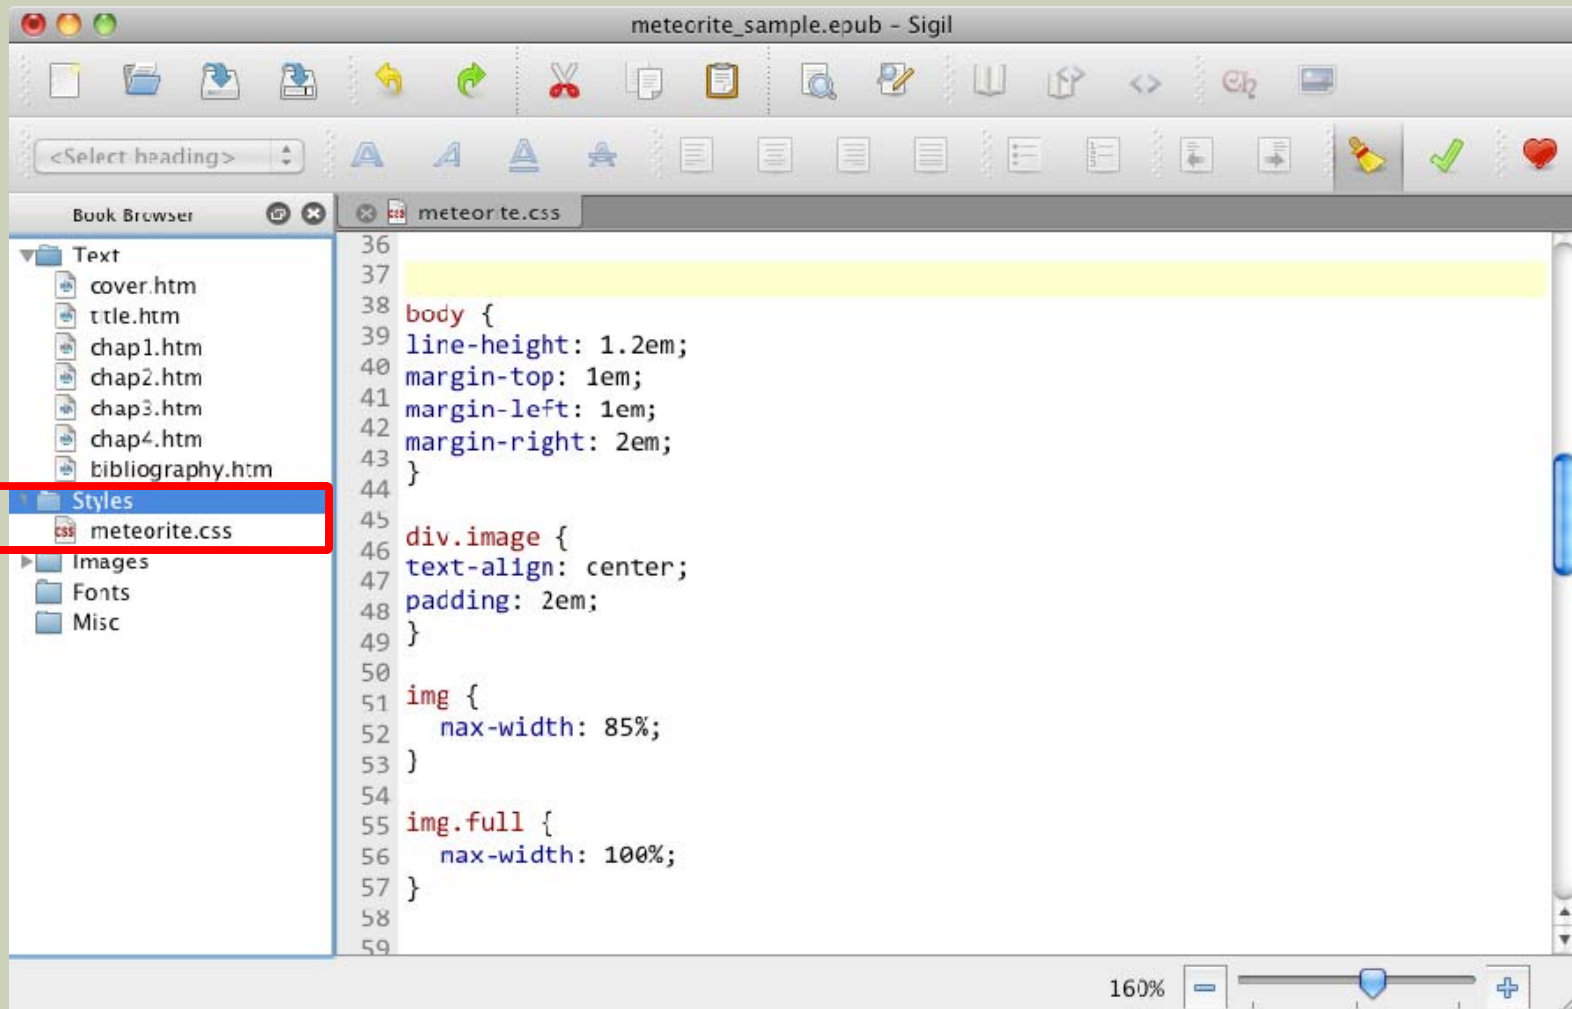 meteorite_sample.epub - Sigil
<Select heading>
Book Browser
meteorite.css
Text
cover.htm
title.htm
chap1.htm
chap2.htm
chap3.htm
chap4.htm
bibliography.htm
Styles
meteorite.css
Images
Fonts
Misc
36
37
38 body {
39 line-height: 1.2em;
40 margin-top: 1em;
41 margin-left: 1em;
42 margin-right: 2em;
43 }
44
45
46 div.image {
47 text-align: center;
48 padding: 2em;
49 }
50
51 img {
52 max-width: 85%;
53 }
54
55 img.full {
56 max-width: 100%;
57 }
58
59
160%